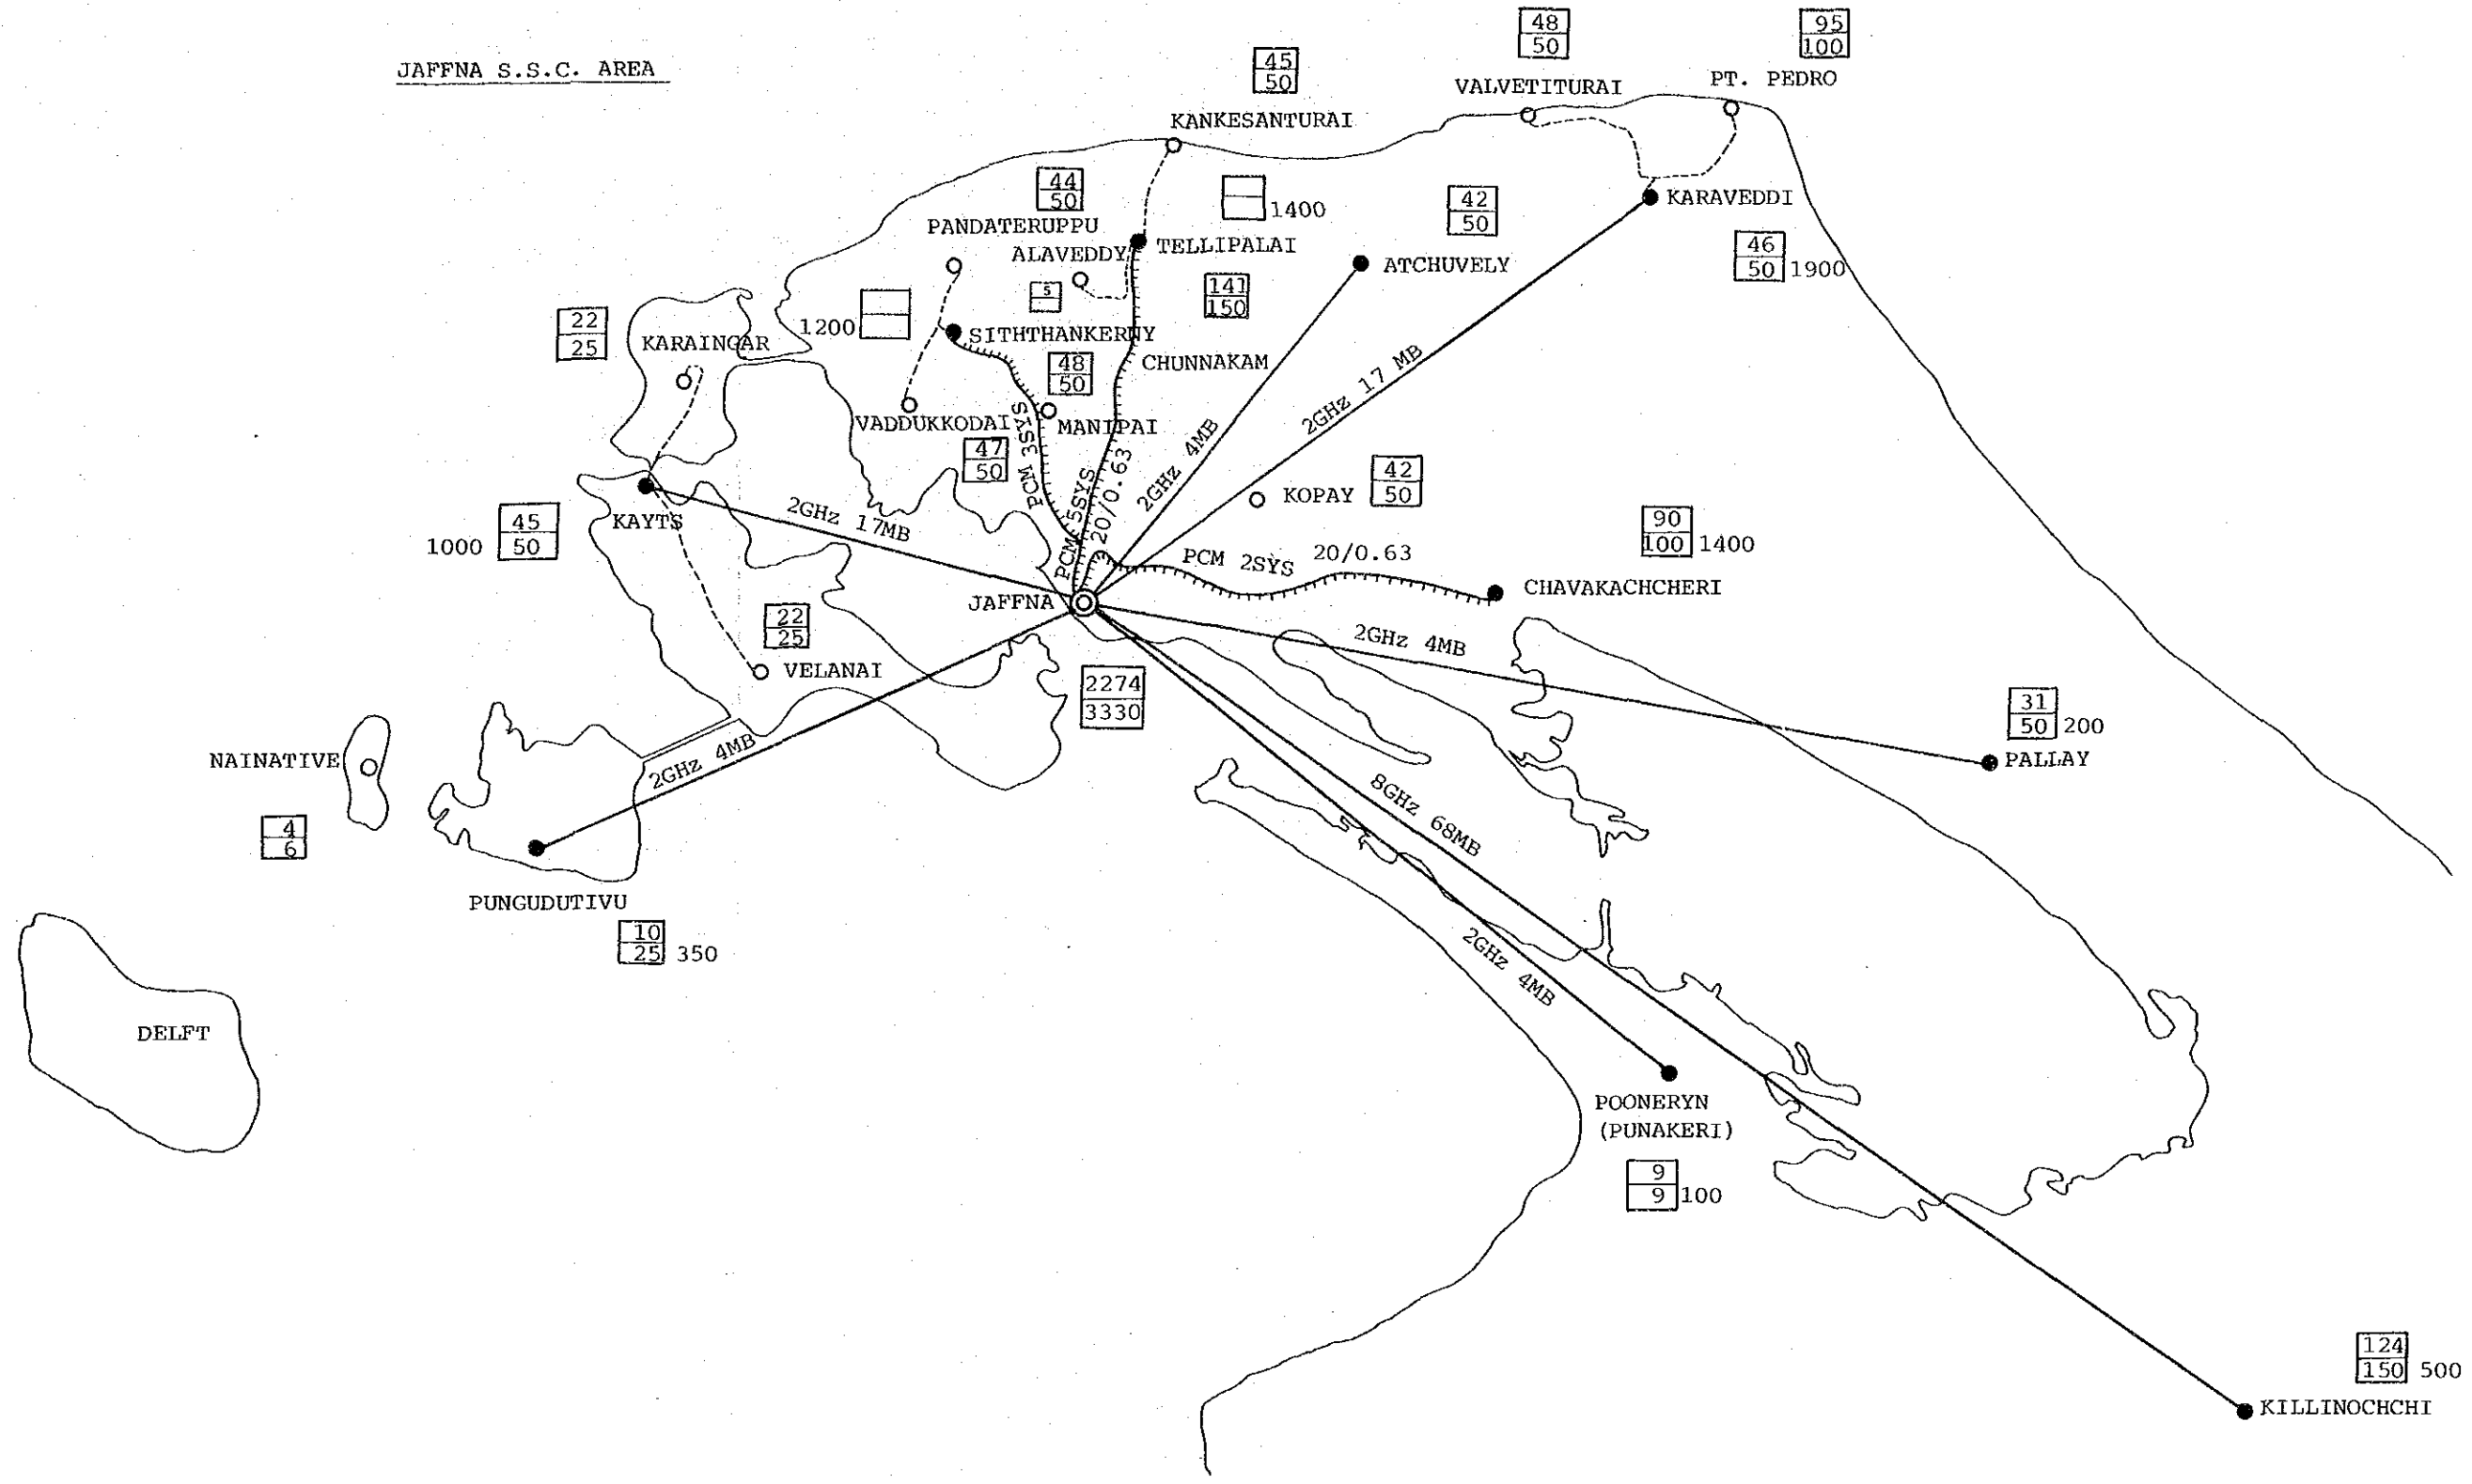 JAFFNA S.S.C. AREA
48
50
95
100
45
50
VALVETITURAI
PT. PEDRO
KANKESANTURAI
44
50
1400
42
50
KARAVEDDI
PANDATERUPPU
ALAVEDDY
TELLIPALAI
ATCHUVELY
46
50 1900
5
141
150
22
25
1200
SITHTHANKERNY
KARAINGAR
48
50
CHUNNAKAM
2GHz 17 MB
VADDUKKODAI
MANIPAI
PCM 3SYS
47
50
2GHz 4MB
PCM 5SYS
20/0.63
KOPAY
42
50
KAYTS
1000
45
50
2GHz 17MB
90
100 1400
PCM 2SYS 20/0.63
CHAVAKACHCHERI
JAFFNA
22
25
VELANAI
2GHz 4MB
2274
3330
31
50 200
PALLAY
NAINATIVE
2GHz 4MB
4
6
8GHz 68MB
PUNGUDUTIVU
10
25 350
2GHz 4MB
DELFT
POONERYN
(PUNAKERI)
9
9 100
124
150 500
KILLINOCHCHI